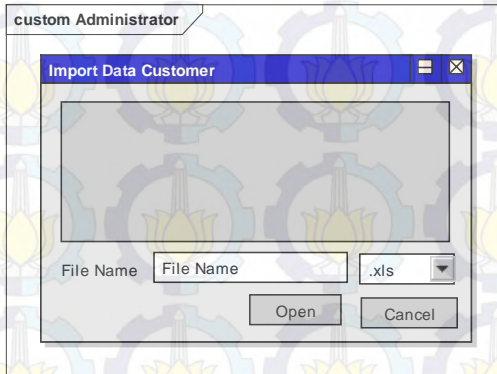 custom Administrator
Import Data Customer
File Name File Name .xls
Open Cancel